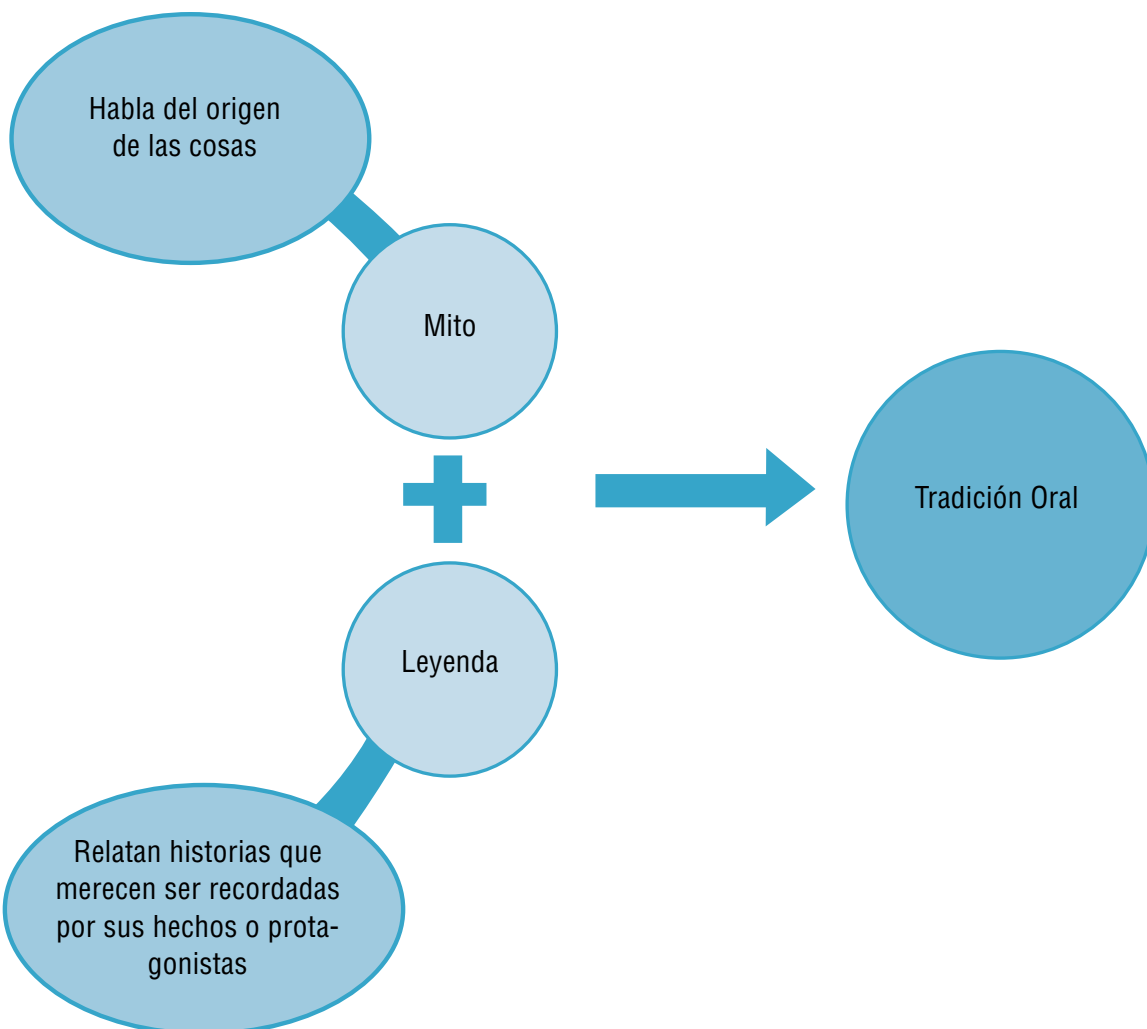 Habla del origen
de las cosas
Mito
Tradición Oral
Leyenda
Relatan historias que
merecen ser recordadas
por sus hechos o prota-
gonistas